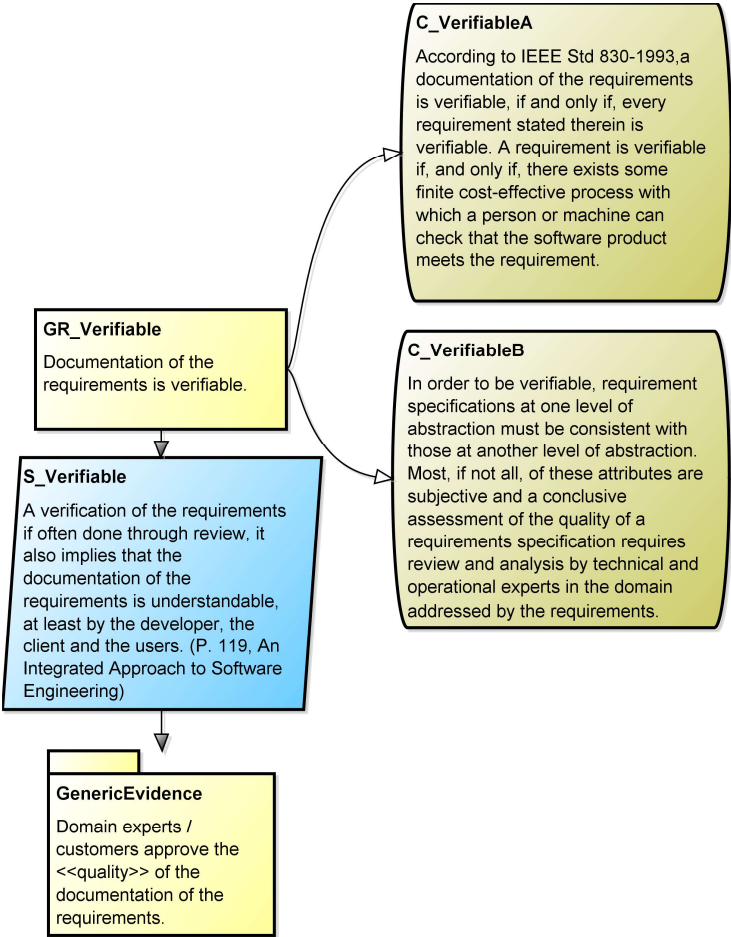 C_VerifiableA
According to IEEE Std 830-1993,a
documentation of the requirements
is verifiable, if and only if, every
requirement stated therein is
verifiable. A requirement is verifiable
if, and only if, there exists some
finite cost-effective process with
which a person or machine can
check that the software product
meets the requirement.
GR_Verifiable
Documentation of the
requirements is verifiable.
C_VerifiableB
In order to be verifiable, requirement
specifications at one level of
abstraction must be consistent with
those at another level of abstraction.
Most, if not all, of these attributes are
subjective and a conclusive
assessment of the quality of a
requirements specification requires
review and analysis by technical and
operational experts in the domain
addressed by the requirements.
S_Verifiable
A verification of the requirements
if often done through review, it
also implies that the
documentation of the
requirements is understandable,
at least by the developer, the
client and the users. (P. 119, An
Integrated Approach to Software
Engineering)
GenericEvidence
Domain experts /
customers approve the
<<quality>> of the
documentation of the
requirements.